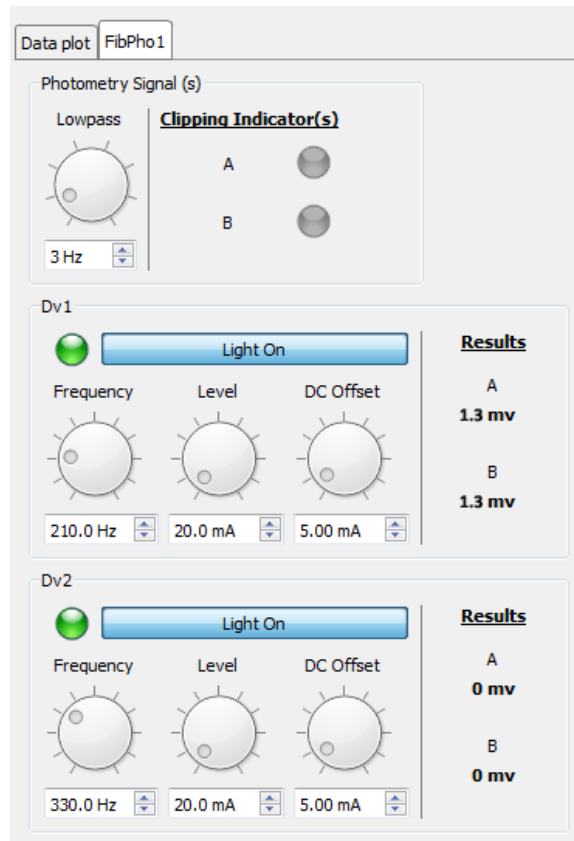 Data plot FibPho1
Photometry Signal (s)
Lowpass Clipping Indicator(s)
A
B
3 Hz
Dv1
Light On Results
Frequency Level DC Offset A
1.3 mv
B
1.3 mv
210.0 Hz 20.0 mA 5.00 mA
Dv2
Light On Results
Frequency Level DC Offset A
0 mv
B
0 mv
330.0 Hz 20.0 mA 5.00 mA